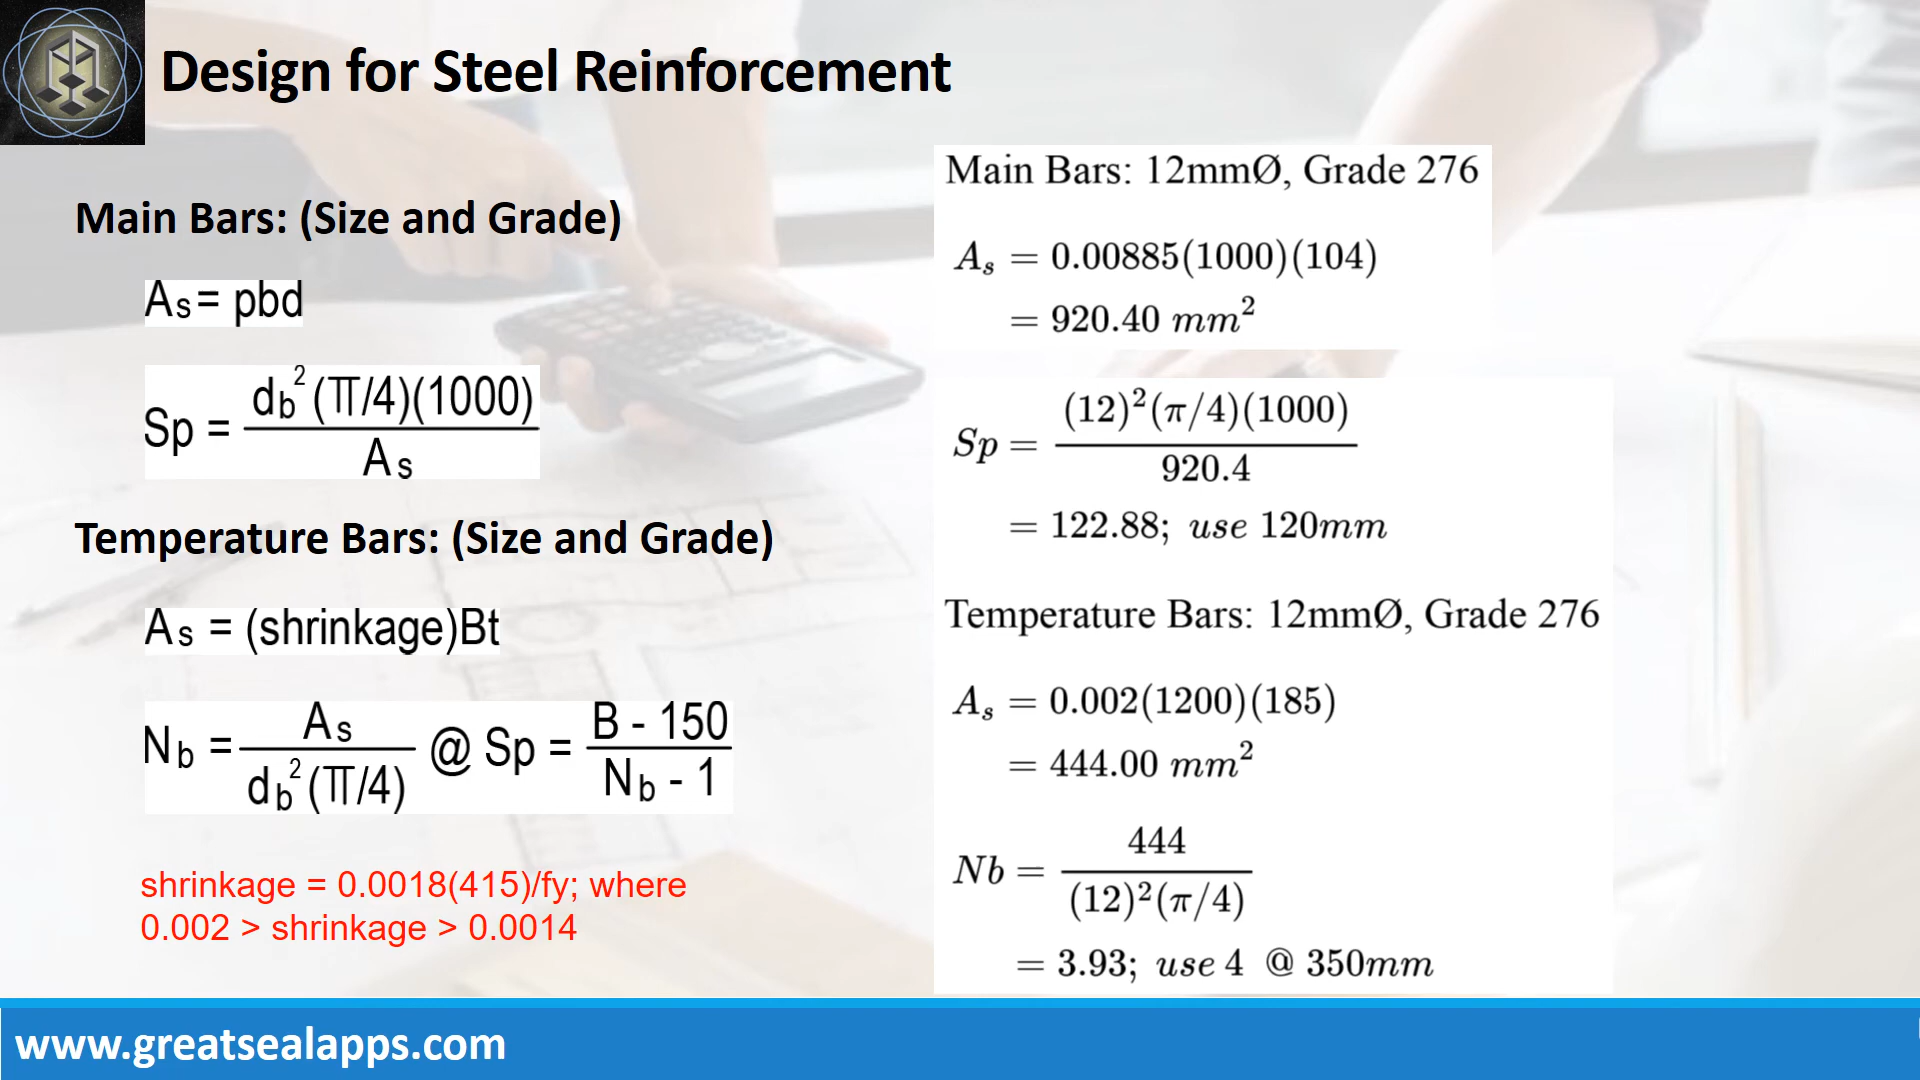 Design for Steel Reinforcement
Main Bars: (Size and Grade)
As = pbd
Sp = db²(π/4)(1000) / As
Temperature Bars: (Size and Grade)
As = (shrinkage)Bt
Nb = As / db²(π/4) @ Sp = B - 150 / Nb - 1
shrinkage = 0.0018(415)/fy; where
0.002 > shrinkage > 0.0014
Main Bars: 12mmØ, Grade 276
As = 0.00885(1000)(104)
= 920.40 mm²
Sp = (12)²(π/4)(1000) / 920.4
= 122.88; use 120mm
Temperature Bars: 12mmØ, Grade 276
As = 0.002(1200)(185)
= 444.00 mm²
Nb = 444 / (12)²(π/4)
= 3.93; use 4 @ 350mm
www.greatsealapps.com